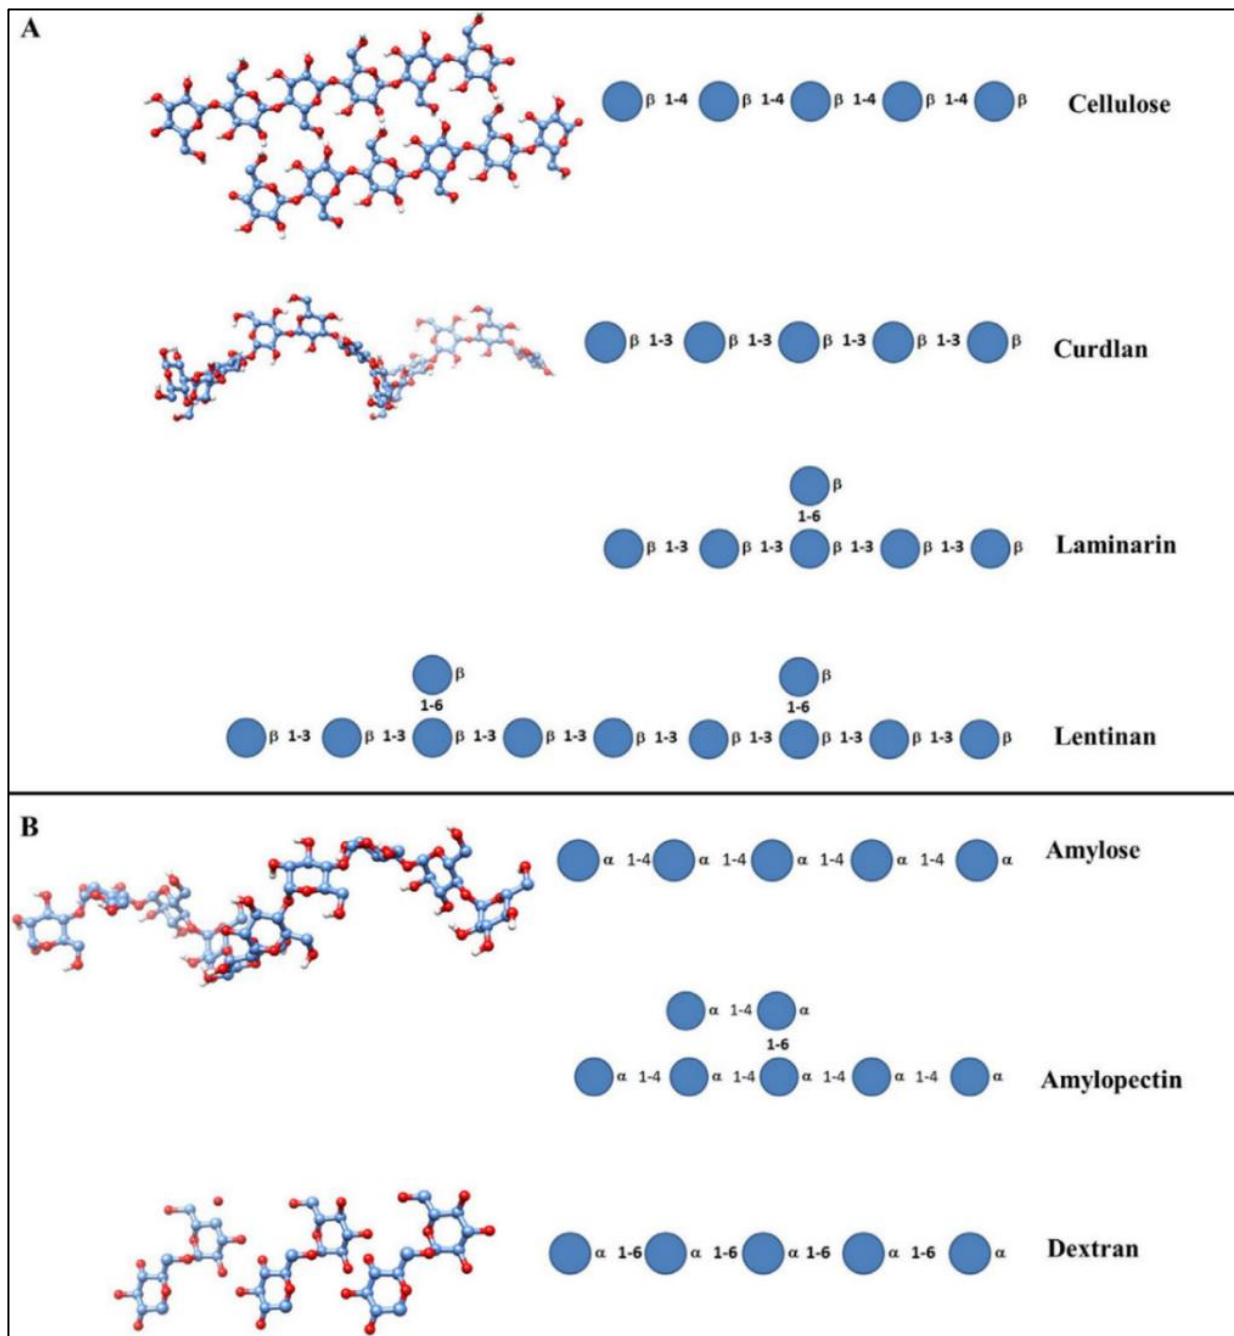 A
β 1-4 β 1-4 β 1-4 β 1-4 β Cellulose
β 1-3 β 1-3 β 1-3 β 1-3 β Curdlan
β
1-6
β 1-3 β 1-3 β 1-3 β 1-3 β Laminarin
β β
1-6 1-6
β 1-3 β 1-3 β 1-3 β 1-3 β 1-3 β 1-3 β 1-3 β 1-3 β Lentinan
B
α 1-4 α 1-4 α 1-4 α 1-4 α Amylose
α 1-4 α
1-6
α 1-4 α 1-4 α 1-4 α 1-4 α Amylopectin
α 1-6 α 1-6 α 1-6 α 1-6 α Dextran